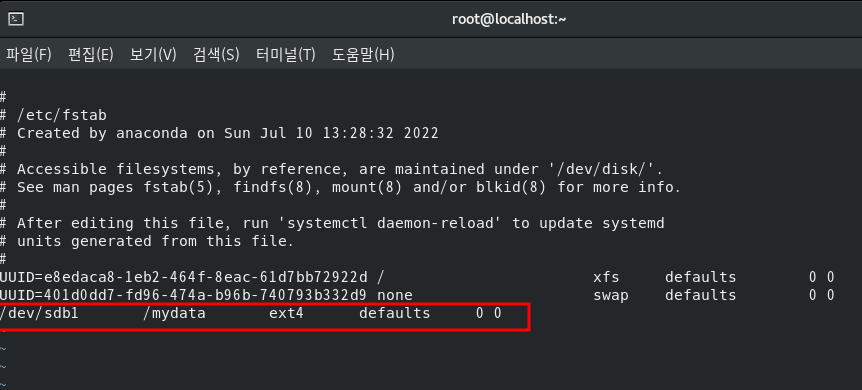 root@localhost:~
파일(F) 편집(E) 보기(V) 검색(S) 터미널(T) 도움말(H)
#
# /etc/fstab
# Created by anaconda on Sun Jul 10 13:28:32 2022
#
# Accessible filesystems, by reference, are maintained under '/dev/disk/'.
# See man pages fstab(5), findfs(8), mount(8) and/or blkid(8) for more info.
#
# After editing this file, run 'systemctl daemon-reload' to update systemd
# units generated from this file.
#
UUID=e8edaca8-1eb2-464f-8eac-61d7bb72922d / xfs defaults 0 0
UUID=401d0dd7-fd96-474a-b96b-740793b332d9 none swap defaults 0 0
/dev/sdb1 /mydata ext4 defaults 0 0
~
~
~
~